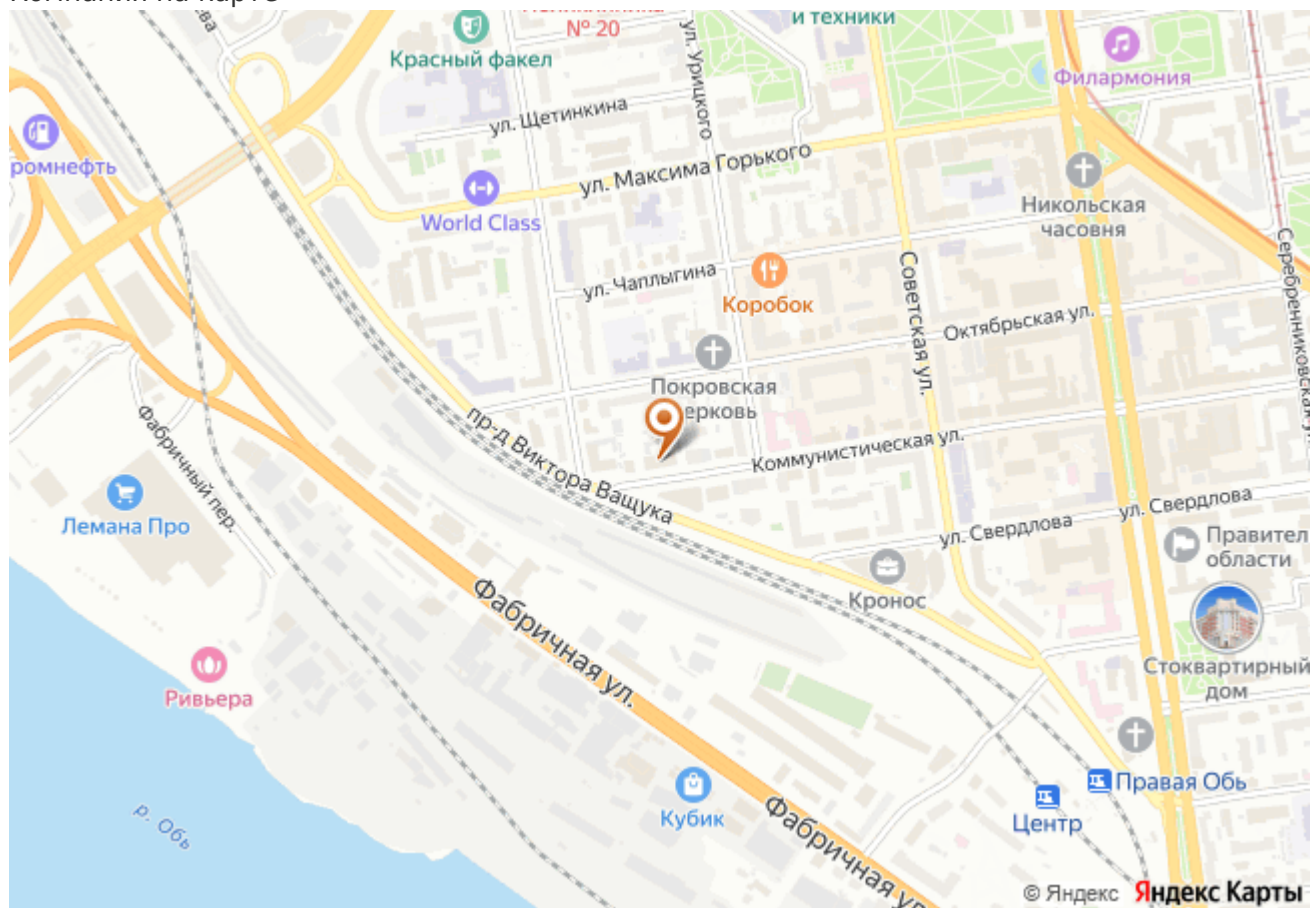 № 20
и техники
Красный факел
ул. Урицкого
Филармония
ул. Щетинкина
ромнефть
ул. Максима Горького
World Class
Никольская
часовня
ул. Чаплыгина
Коробок
Советская ул.
Серебренниковская ул.
Октябрьская ул.
Покровская
ерковь
пр-д Виктора Ващука
Коммунистическая ул.
Фабричный пер.
Лемана Про
ул. Свердлова
ул. Свердлова
Правител
области
Кронос
Фабричная ул.
Стоквартирный
дом
Ривьера
Правая Обь
Центр
Кубик
р. Обь
Фабричная ул
© Яндекс Яндекс Карты